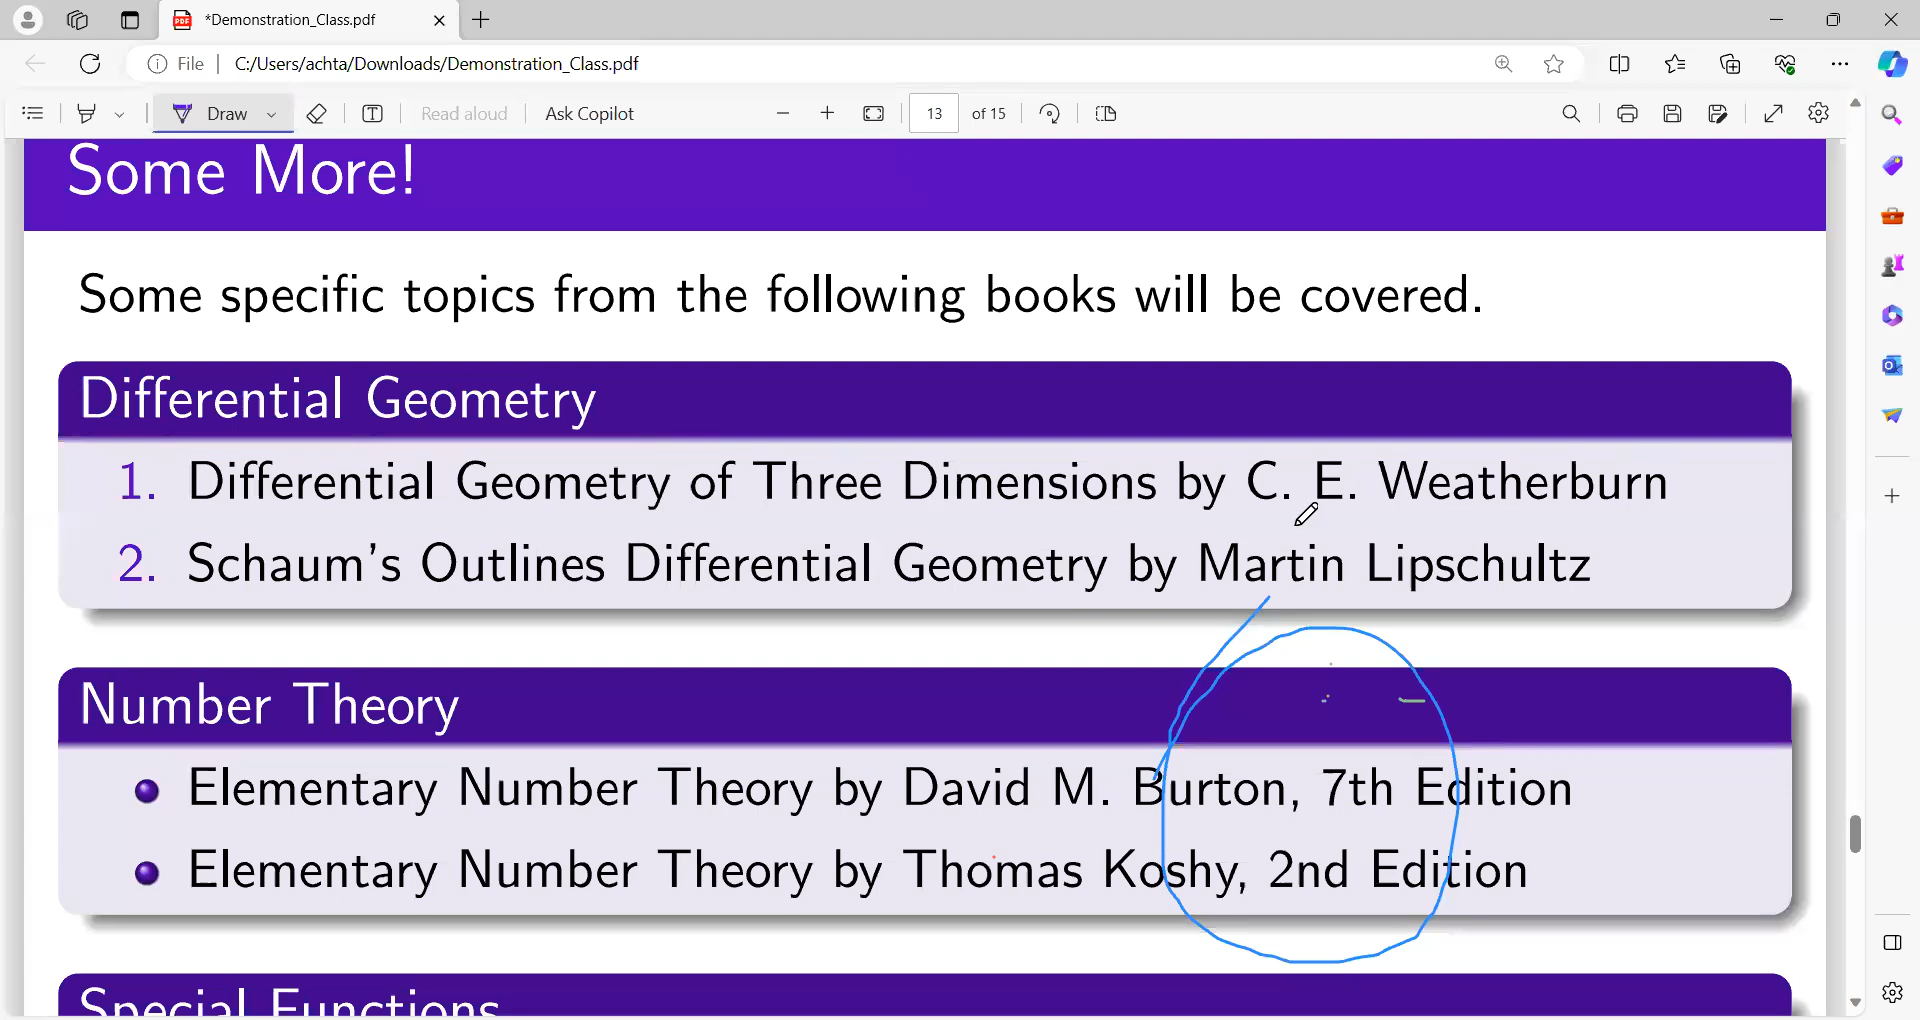 *Demonstration_Class.pdf
File | C:/Users/achta/Downloads/Demonstration_Class.pdf
Draw
Read aloud
Ask Copilot
13 of 15
Some More!
Some specific topics from the following books will be covered.
Differential Geometry
1. Differential Geometry of Three Dimensions by C. E. Weatherburn
2. Schaum's Outlines Differential Geometry by Martin Lipschultz
Number Theory
Elementary Number Theory by David M. Burton, 7th Edition
Elementary Number Theory by Thomas Koshy, 2nd Edition
Special Functions